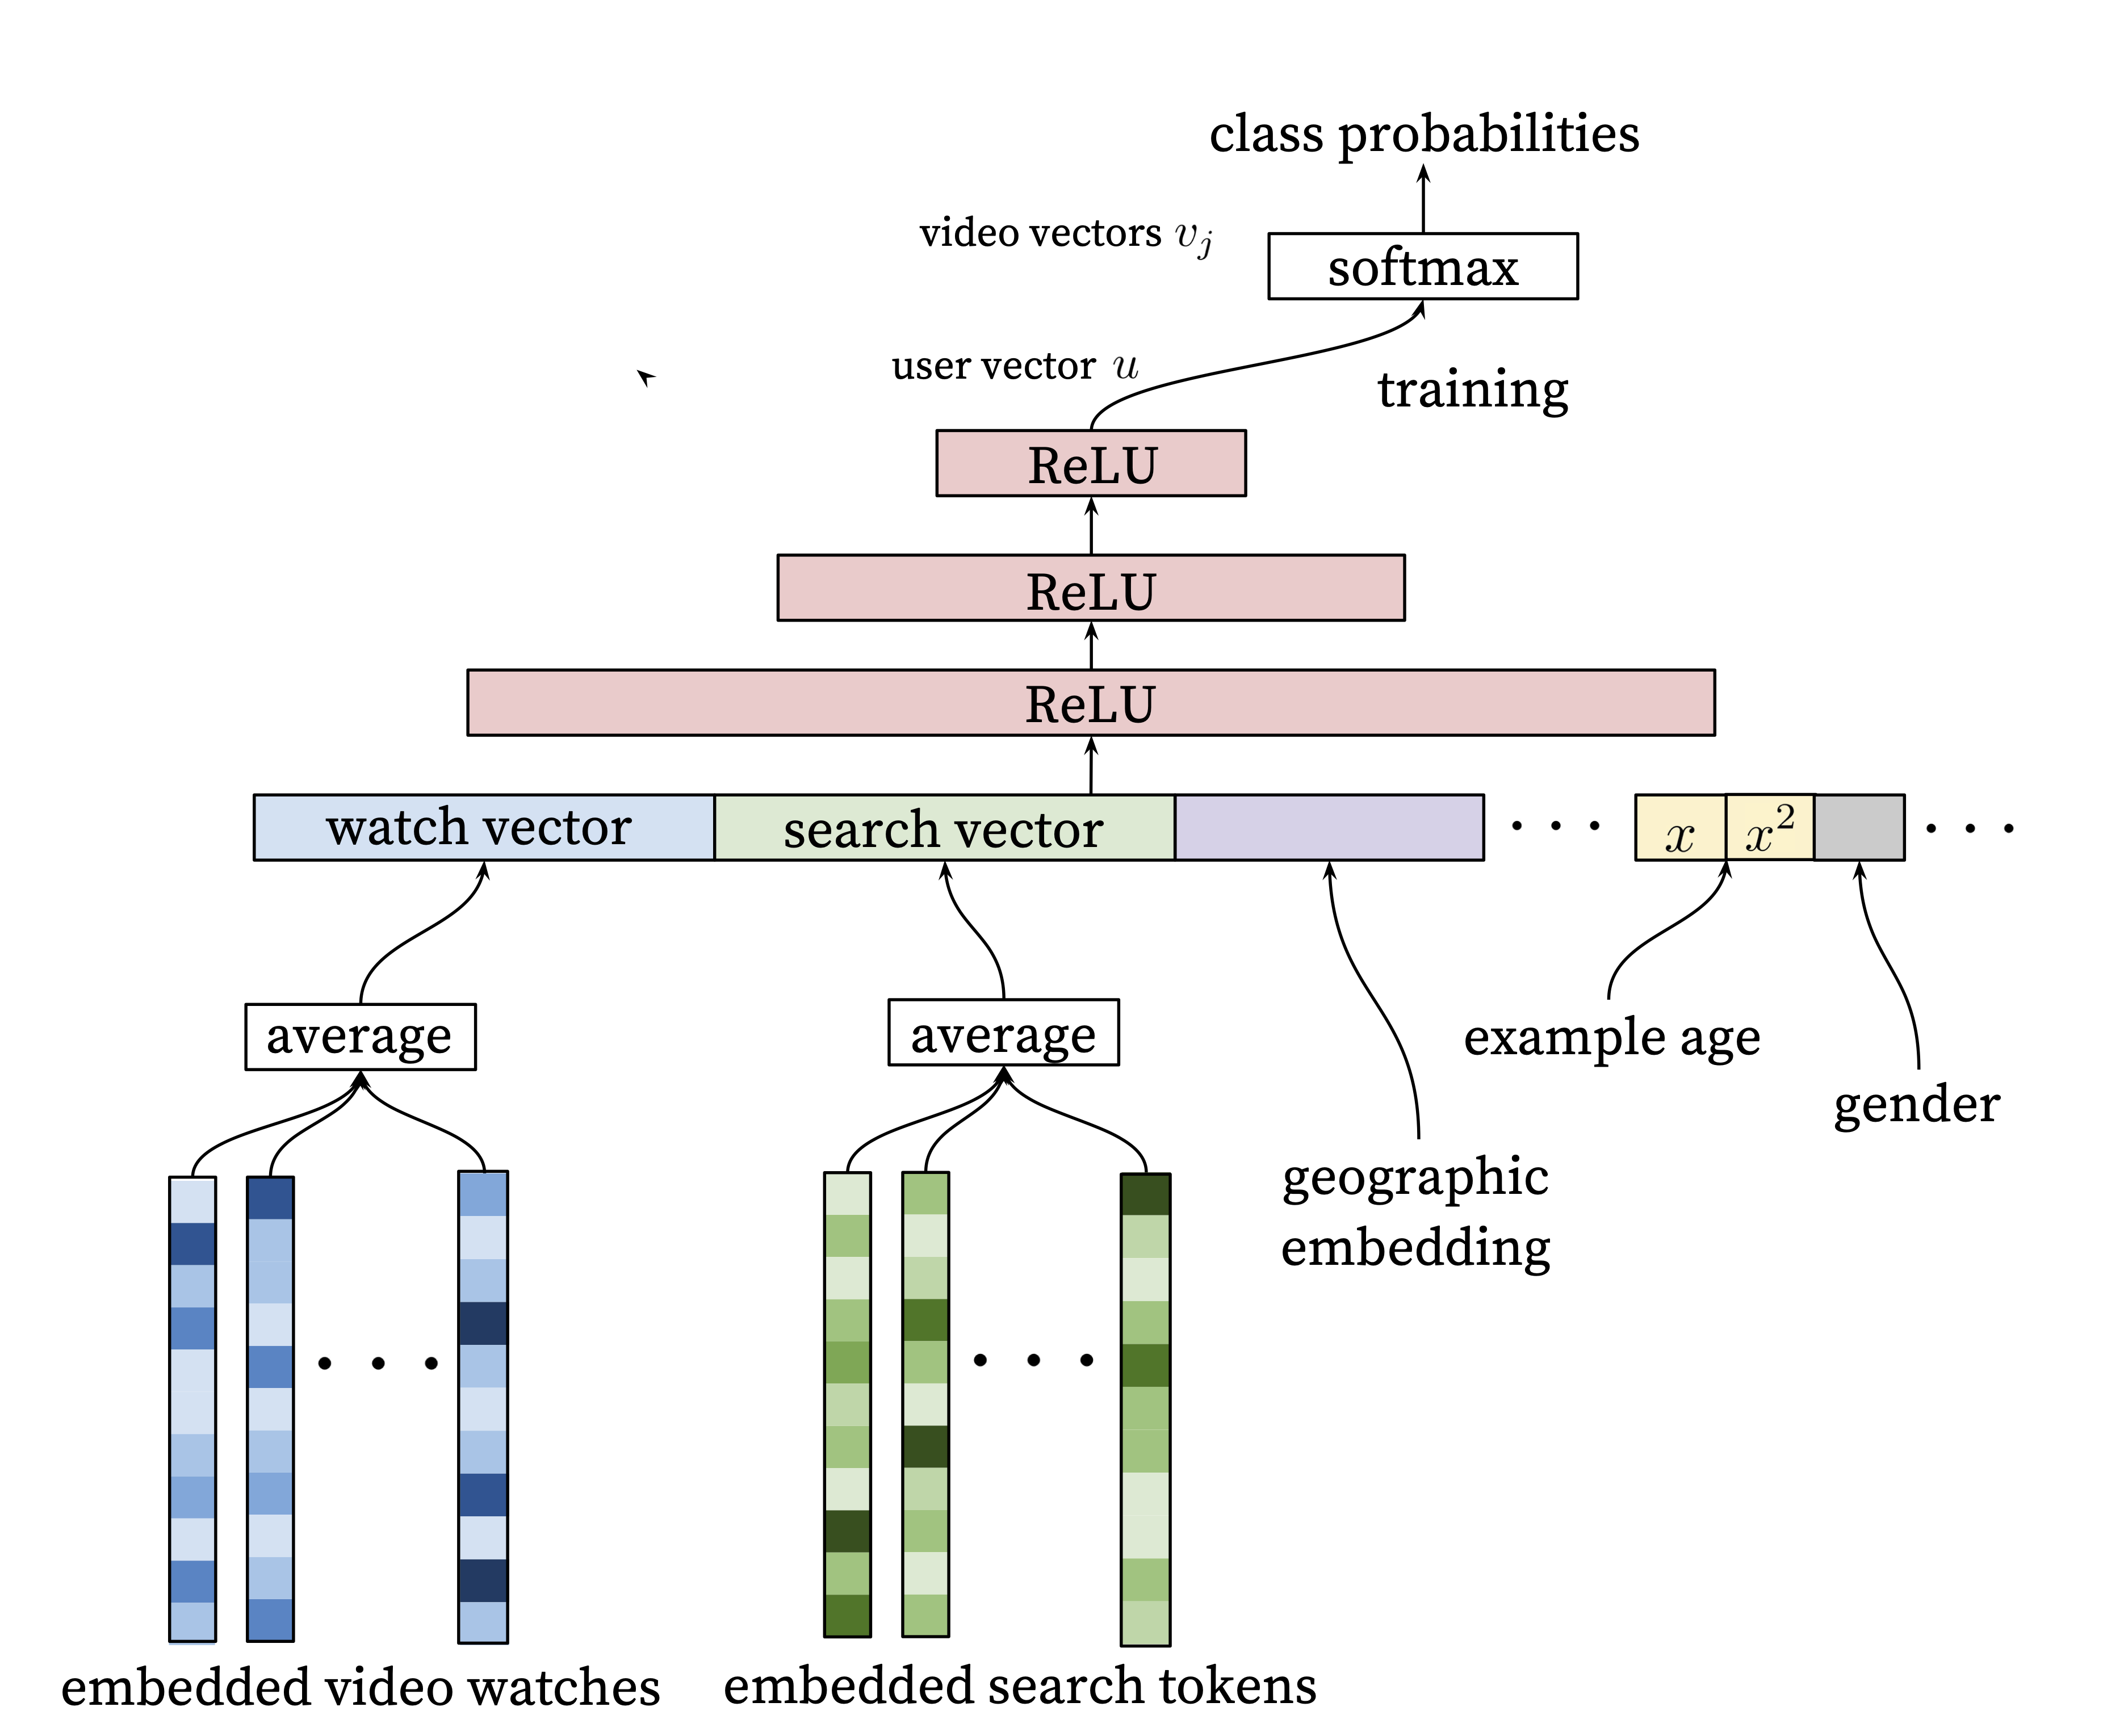 class probabilities
video vectors v_j
softmax
user vector u
training
ReLU
ReLU
ReLU
watch vector
search vector
x
x²
average
average
example age
gender
geographic
embedding
embedded video watches
embedded search tokens